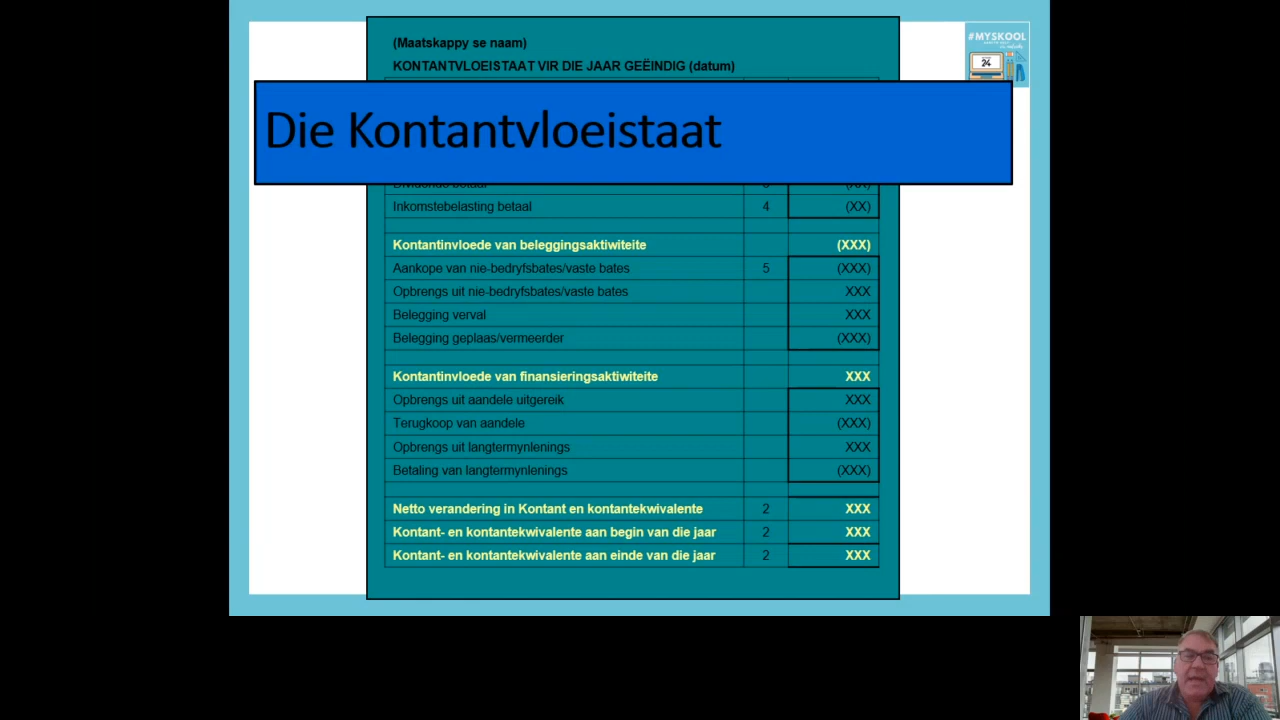 (Maatskappy se naam)
KONTANTVLOEISTAAT VIR DIE JAAR GEËINDIG (datum)
#MYSKOOL
24
Die Kontantvloeistaat
Inkomstebelasting betaal 4 (XX)
Kontantinvloede van beleggingsaktiwiteite (XXX)
Aankope van nie-bedryfsbates/vaste bates 5 (XXX)
Opbrengs uit nie-bedryfsbates/vaste bates XXX
Belegging verval XXX
Belegging geplaas/vermeerder (XXX)
Kontantinvloede van finansieringsaktiwiteite XXX
Opbrengs uit aandele uitgereik XXX
Terugkoop van aandele (XXX)
Opbrengs uit langtermynlenings XXX
Betaling van langtermynlenings (XXX)
Netto verandering in Kontant en kontantekwivalente 2 XXX
Kontant- en kontantekwivalente aan begin van die jaar 2 XXX
Kontant- en kontantekwivalente aan einde van die jaar 2 XXX